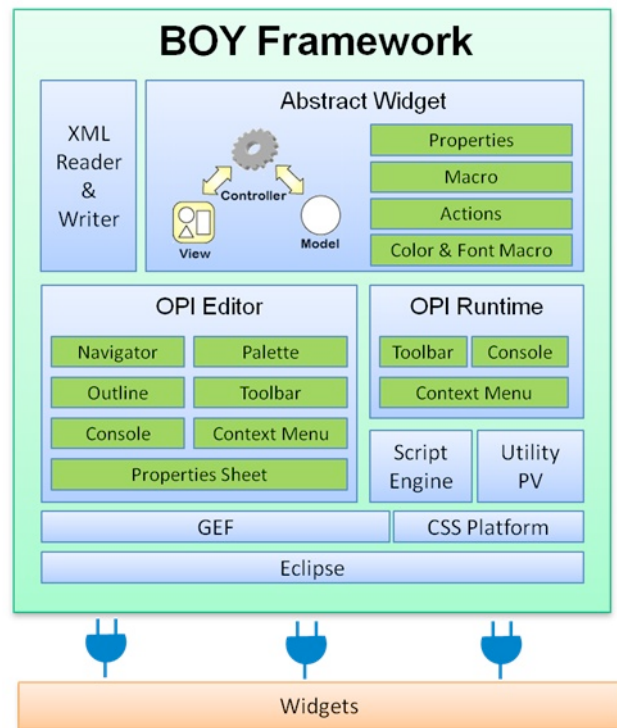 BOY Framework
XML
Reader
&
Writer
Abstract Widget
Controller
View
Model
Properties
Macro
Actions
Color & Font Macro
OPI Editor
Navigator
Palette
Outline
Toolbar
Console
Context Menu
Properties Sheet
OPI Runtime
Toolbar
Console
Context Menu
Script
Engine
Utility
PV
GEF
CSS Platform
Eclipse
Widgets